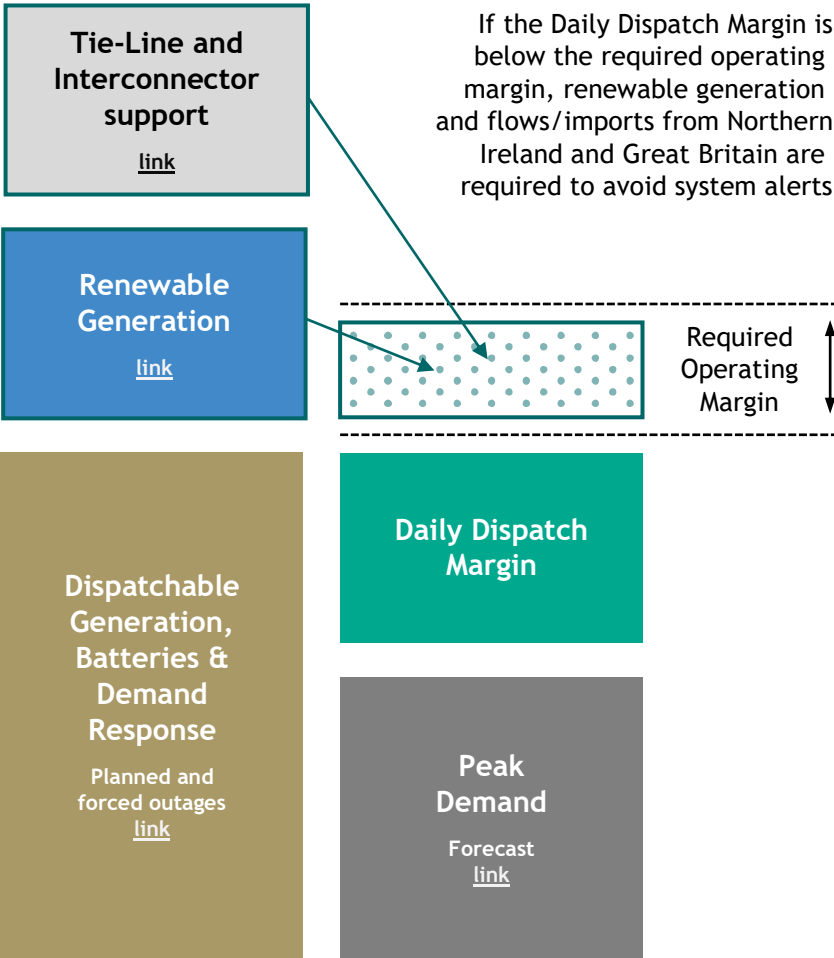 Tie-Line and
Interconnector
support
link
If the Daily Dispatch Margin is
below the required operating
margin, renewable generation
and flows/imports from Northern
Ireland and Great Britain are
required to avoid system alerts
Renewable
Generation
link
Required
Operating
Margin
Daily Dispatch
Margin
Dispatchable
Generation,
Batteries &
Demand
Response
Planned and
forced outages
link
Peak
Demand
Forecast
link